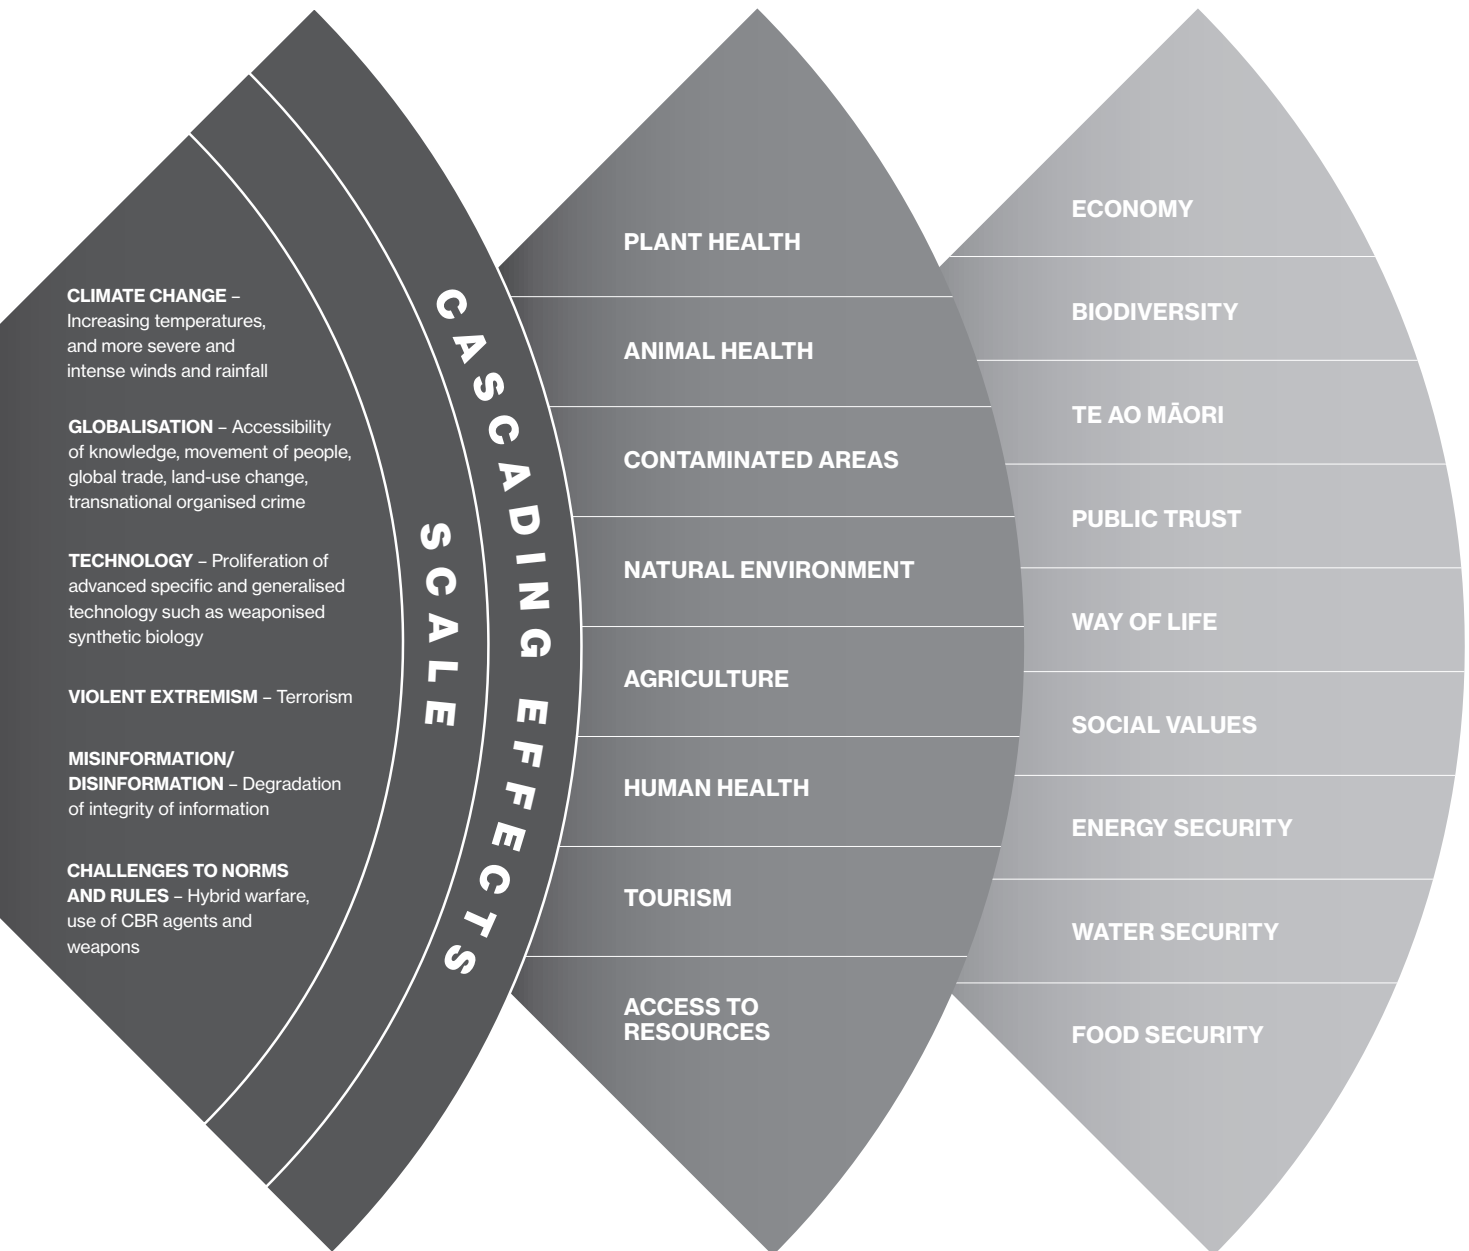 CLIMATE CHANGE –
Increasing temperatures,
and more severe and
intense winds and rainfall
GLOBALISATION – Accessibility
of knowledge, movement of people,
global trade, land-use change,
transnational organised crime
TECHNOLOGY – Proliferation of
advanced specific and generalised
technology such as weaponised
synthetic biology
VIOLENT EXTREMISM – Terrorism
MISINFORMATION/
DISINFORMATION – Degradation
of integrity of information
CHALLENGES TO NORMS
AND RULES – Hybrid warfare,
use of CBR agents and
weapons
SCALE
CASCADING EFFECTS
PLANT HEALTH
ANIMAL HEALTH
CONTAMINATED AREAS
NATURAL ENVIRONMENT
AGRICULTURE
HUMAN HEALTH
TOURISM
ACCESS TO
RESOURCES
ECONOMY
BIODIVERSITY
TE AO MĀORI
PUBLIC TRUST
WAY OF LIFE
SOCIAL VALUES
ENERGY SECURITY
WATER SECURITY
FOOD SECURITY